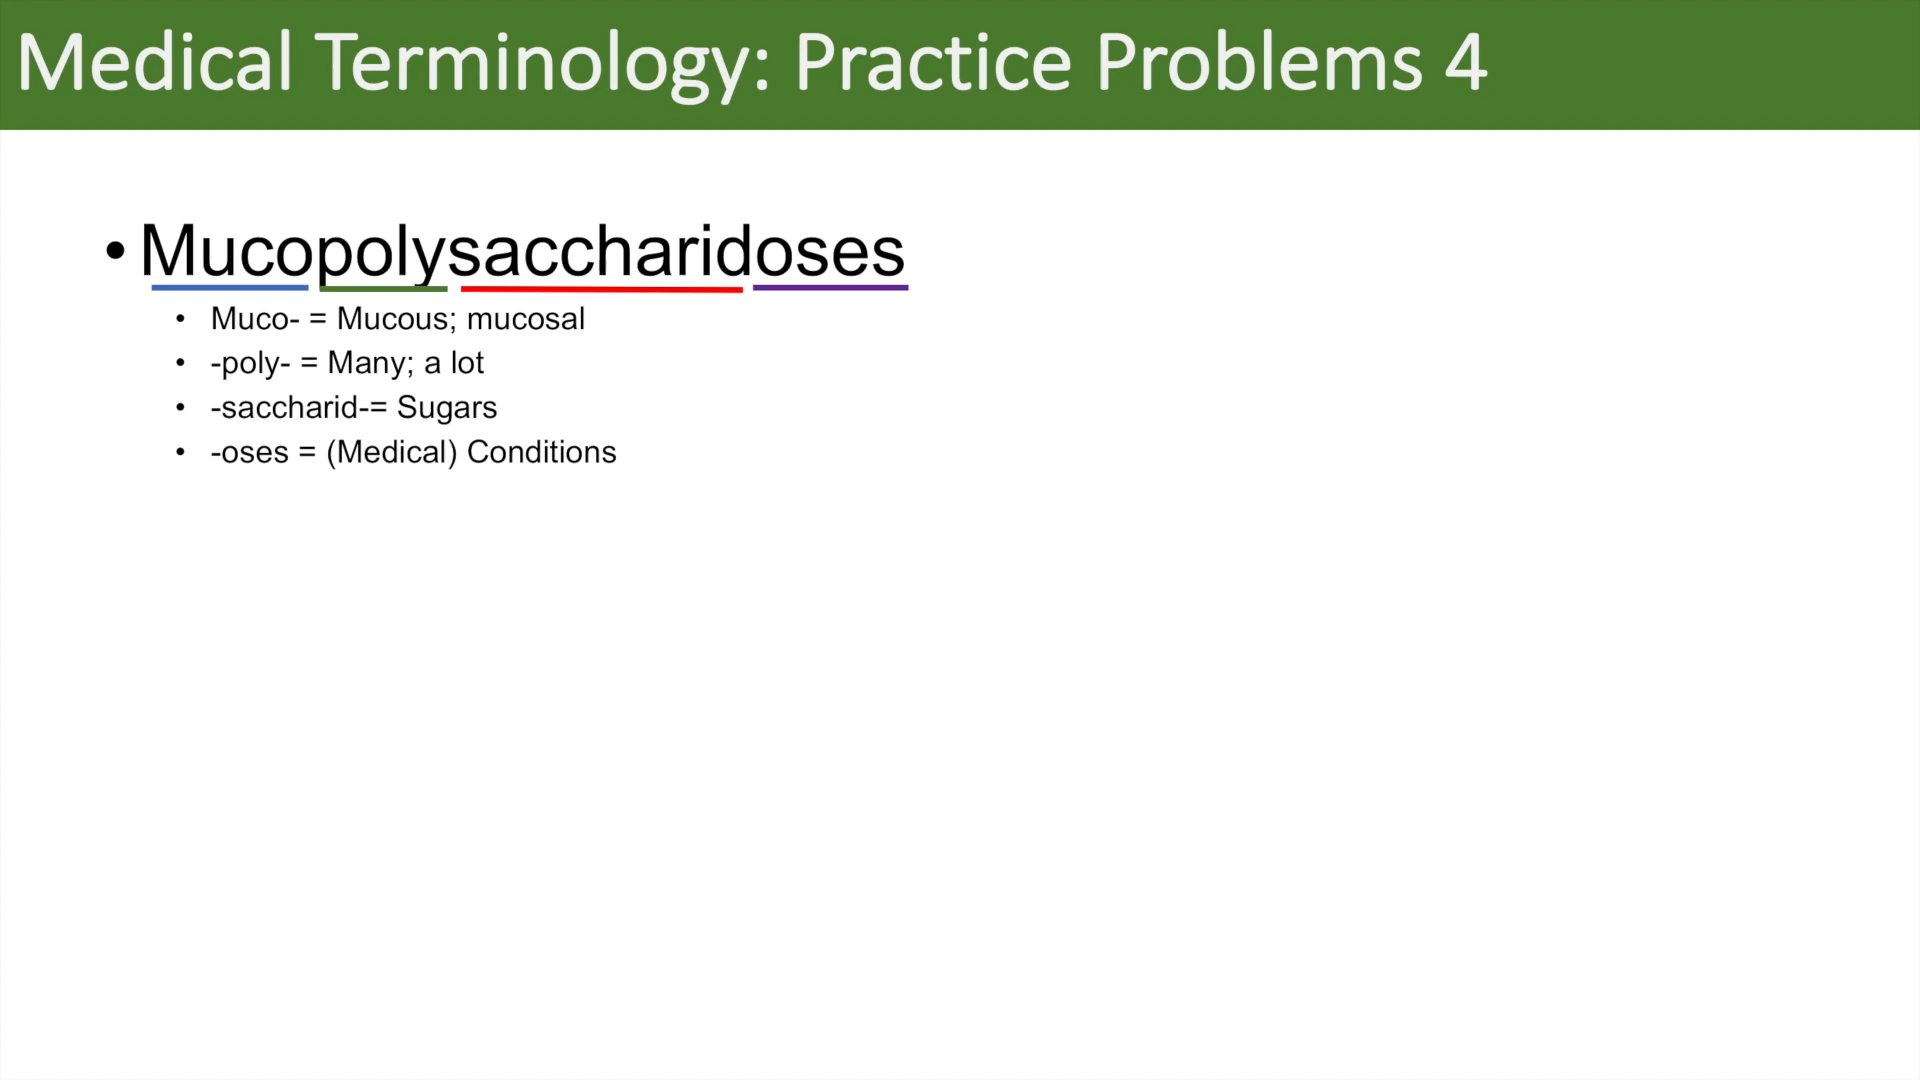 Medical Terminology: Practice Problems 4
• Mucopolysaccharidoses
• Muco- = Mucous; mucosal
• -poly- = Many; a lot
• -saccharid-= Sugars
• -oses = (Medical) Conditions